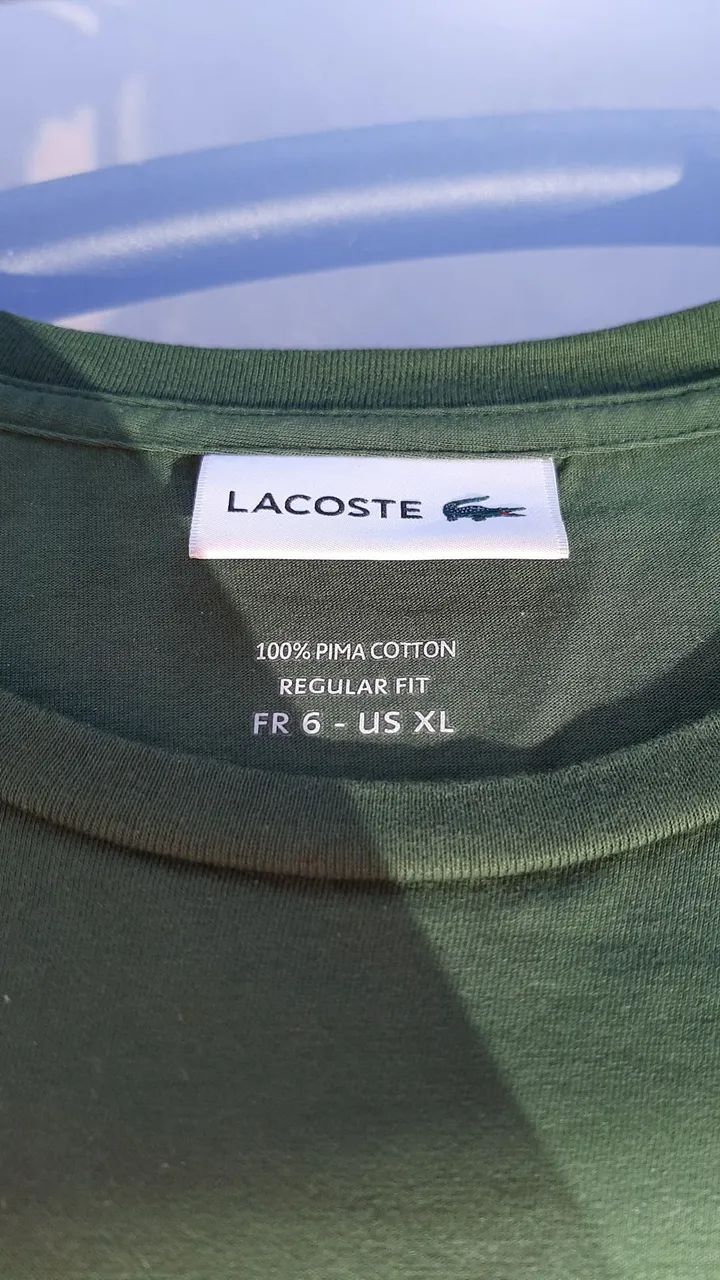 LACOSTE
100% PIMA COTTON
REGULAR FIT
FR 6 - US XL